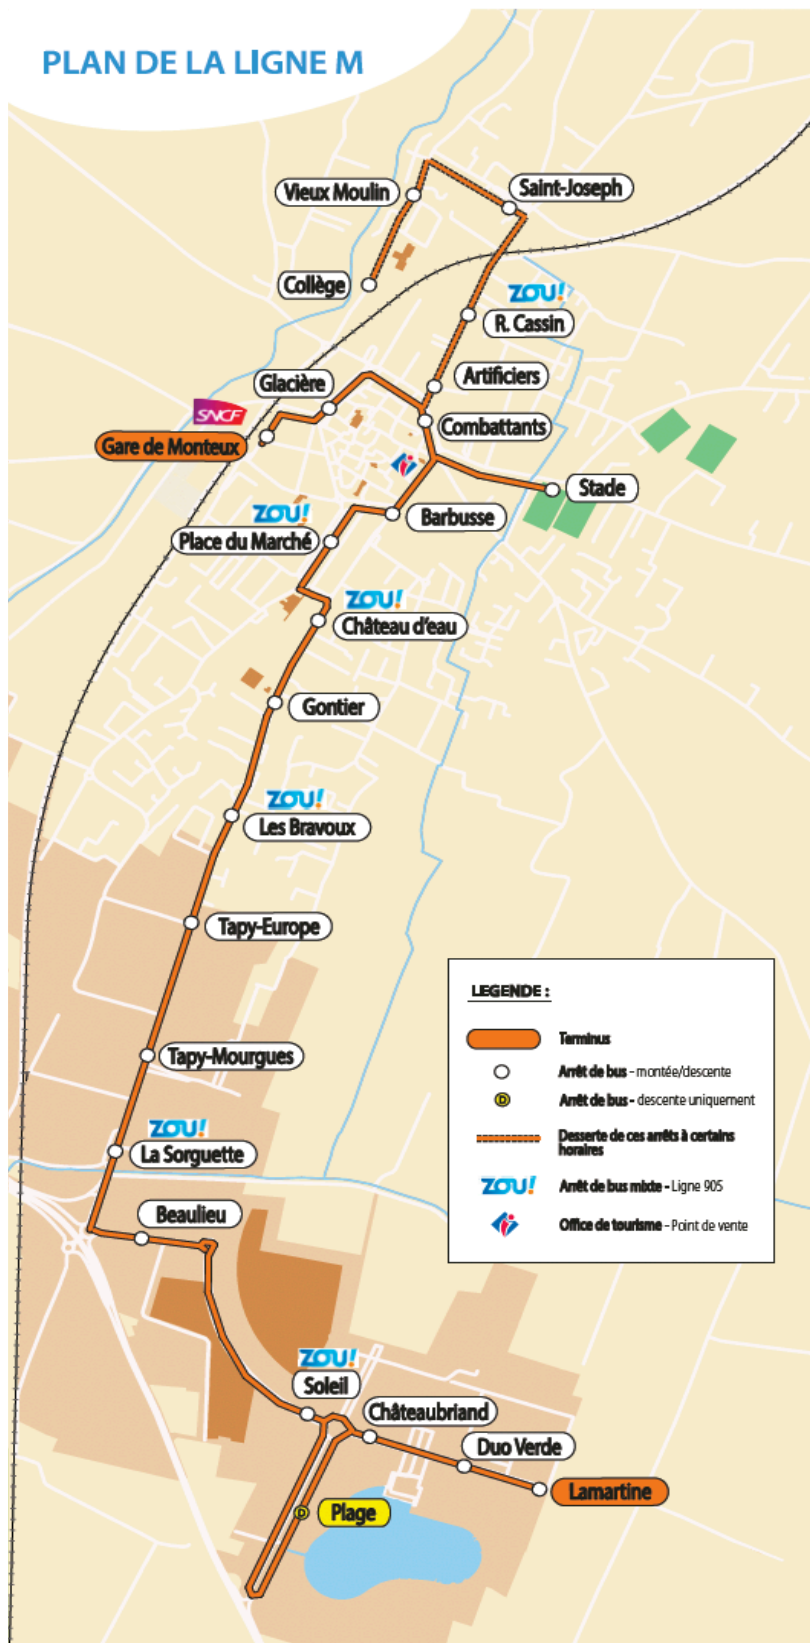 PLAN DE LA LIGNE M
Vieux Moulin
Saint-Joseph
Collège
ZOU!
R. Cassin
Glacière
Artificiers
SNCF
Combattants
Gare de Monteux
Stade
ZOU!
Barbusse
Place du Marché
ZOU!
Château d'eau
Gontier
ZOU!
Les Bravoux
Tapy-Europe
LEGENDE :
Terminus
Arrêt de bus - montée/descente
D
Arrêt de bus - descente uniquement
Desserte de ces arrêts à certains
horaires
ZOU!
Arrêt de bus mixte - Ligne 905
Office de tourisme - Point de vente
Tapy-Mourgues
ZOU!
La Sorguette
Beaulieu
ZOU!
Soleil
Châteaubriand
Duo Verde
Lamartine
D
Plage